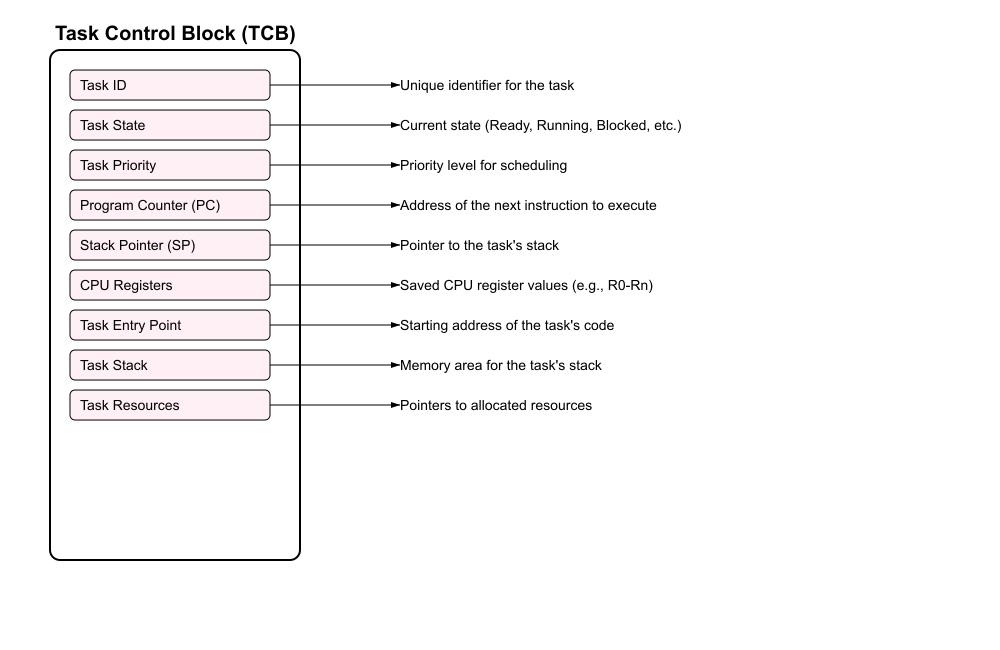 Task Control Block (TCB)
Task ID
Unique identifier for the task
Task State
Current state (Ready, Running, Blocked, etc.)
Task Priority
Priority level for scheduling
Program Counter (PC)
Address of the next instruction to execute
Stack Pointer (SP)
Pointer to the task's stack
CPU Registers
Saved CPU register values (e.g., R0-Rn)
Task Entry Point
Starting address of the task's code
Task Stack
Memory area for the task's stack
Task Resources
Pointers to allocated resources